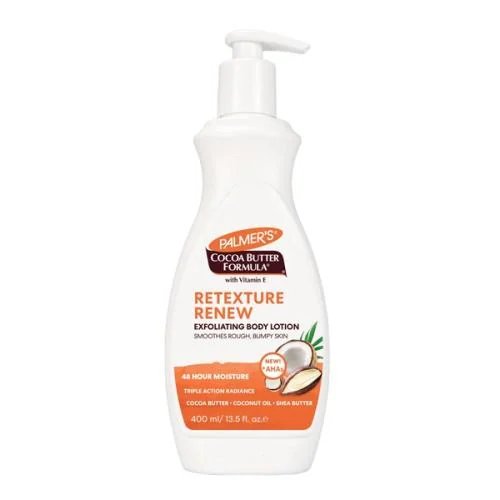 PALMER'S®
COCOA BUTTER
FORMULA®
with Vitamin E
RETEXTURE
RENEW
EXFOLIATING BODY LOTION
SMOOTHES ROUGH, BUMPY SKIN
NEW!
+AHAs
48 HOUR MOISTURE
TRIPLE ACTION RADIANCE
COCOA BUTTER • COCONUT OIL • SHEA BUTTER
400 ml/ 13.5 fl. oz. e